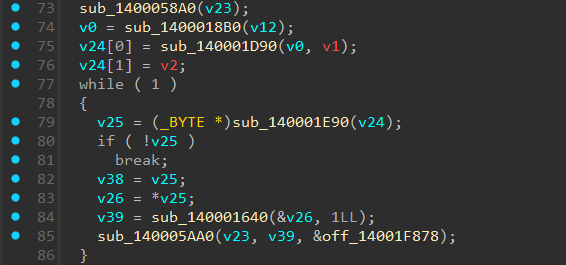 73 sub_1400058A0(v23);
74 v0 = sub_1400018B0(v12);
75 v24[0] = sub_140001D90(v0, v1);
76 v24[1] = v2;
77 while ( 1 )
78 {
79 v25 = (_BYTE *)sub_140001E90(v24);
80 if ( !v25 )
81 break;
82 v38 = v25;
83 v26 = *v25;
84 v39 = sub_140001640(&v26, 1LL);
85 sub_140005AA0(v23, v39, &off_14001F878);
86 }